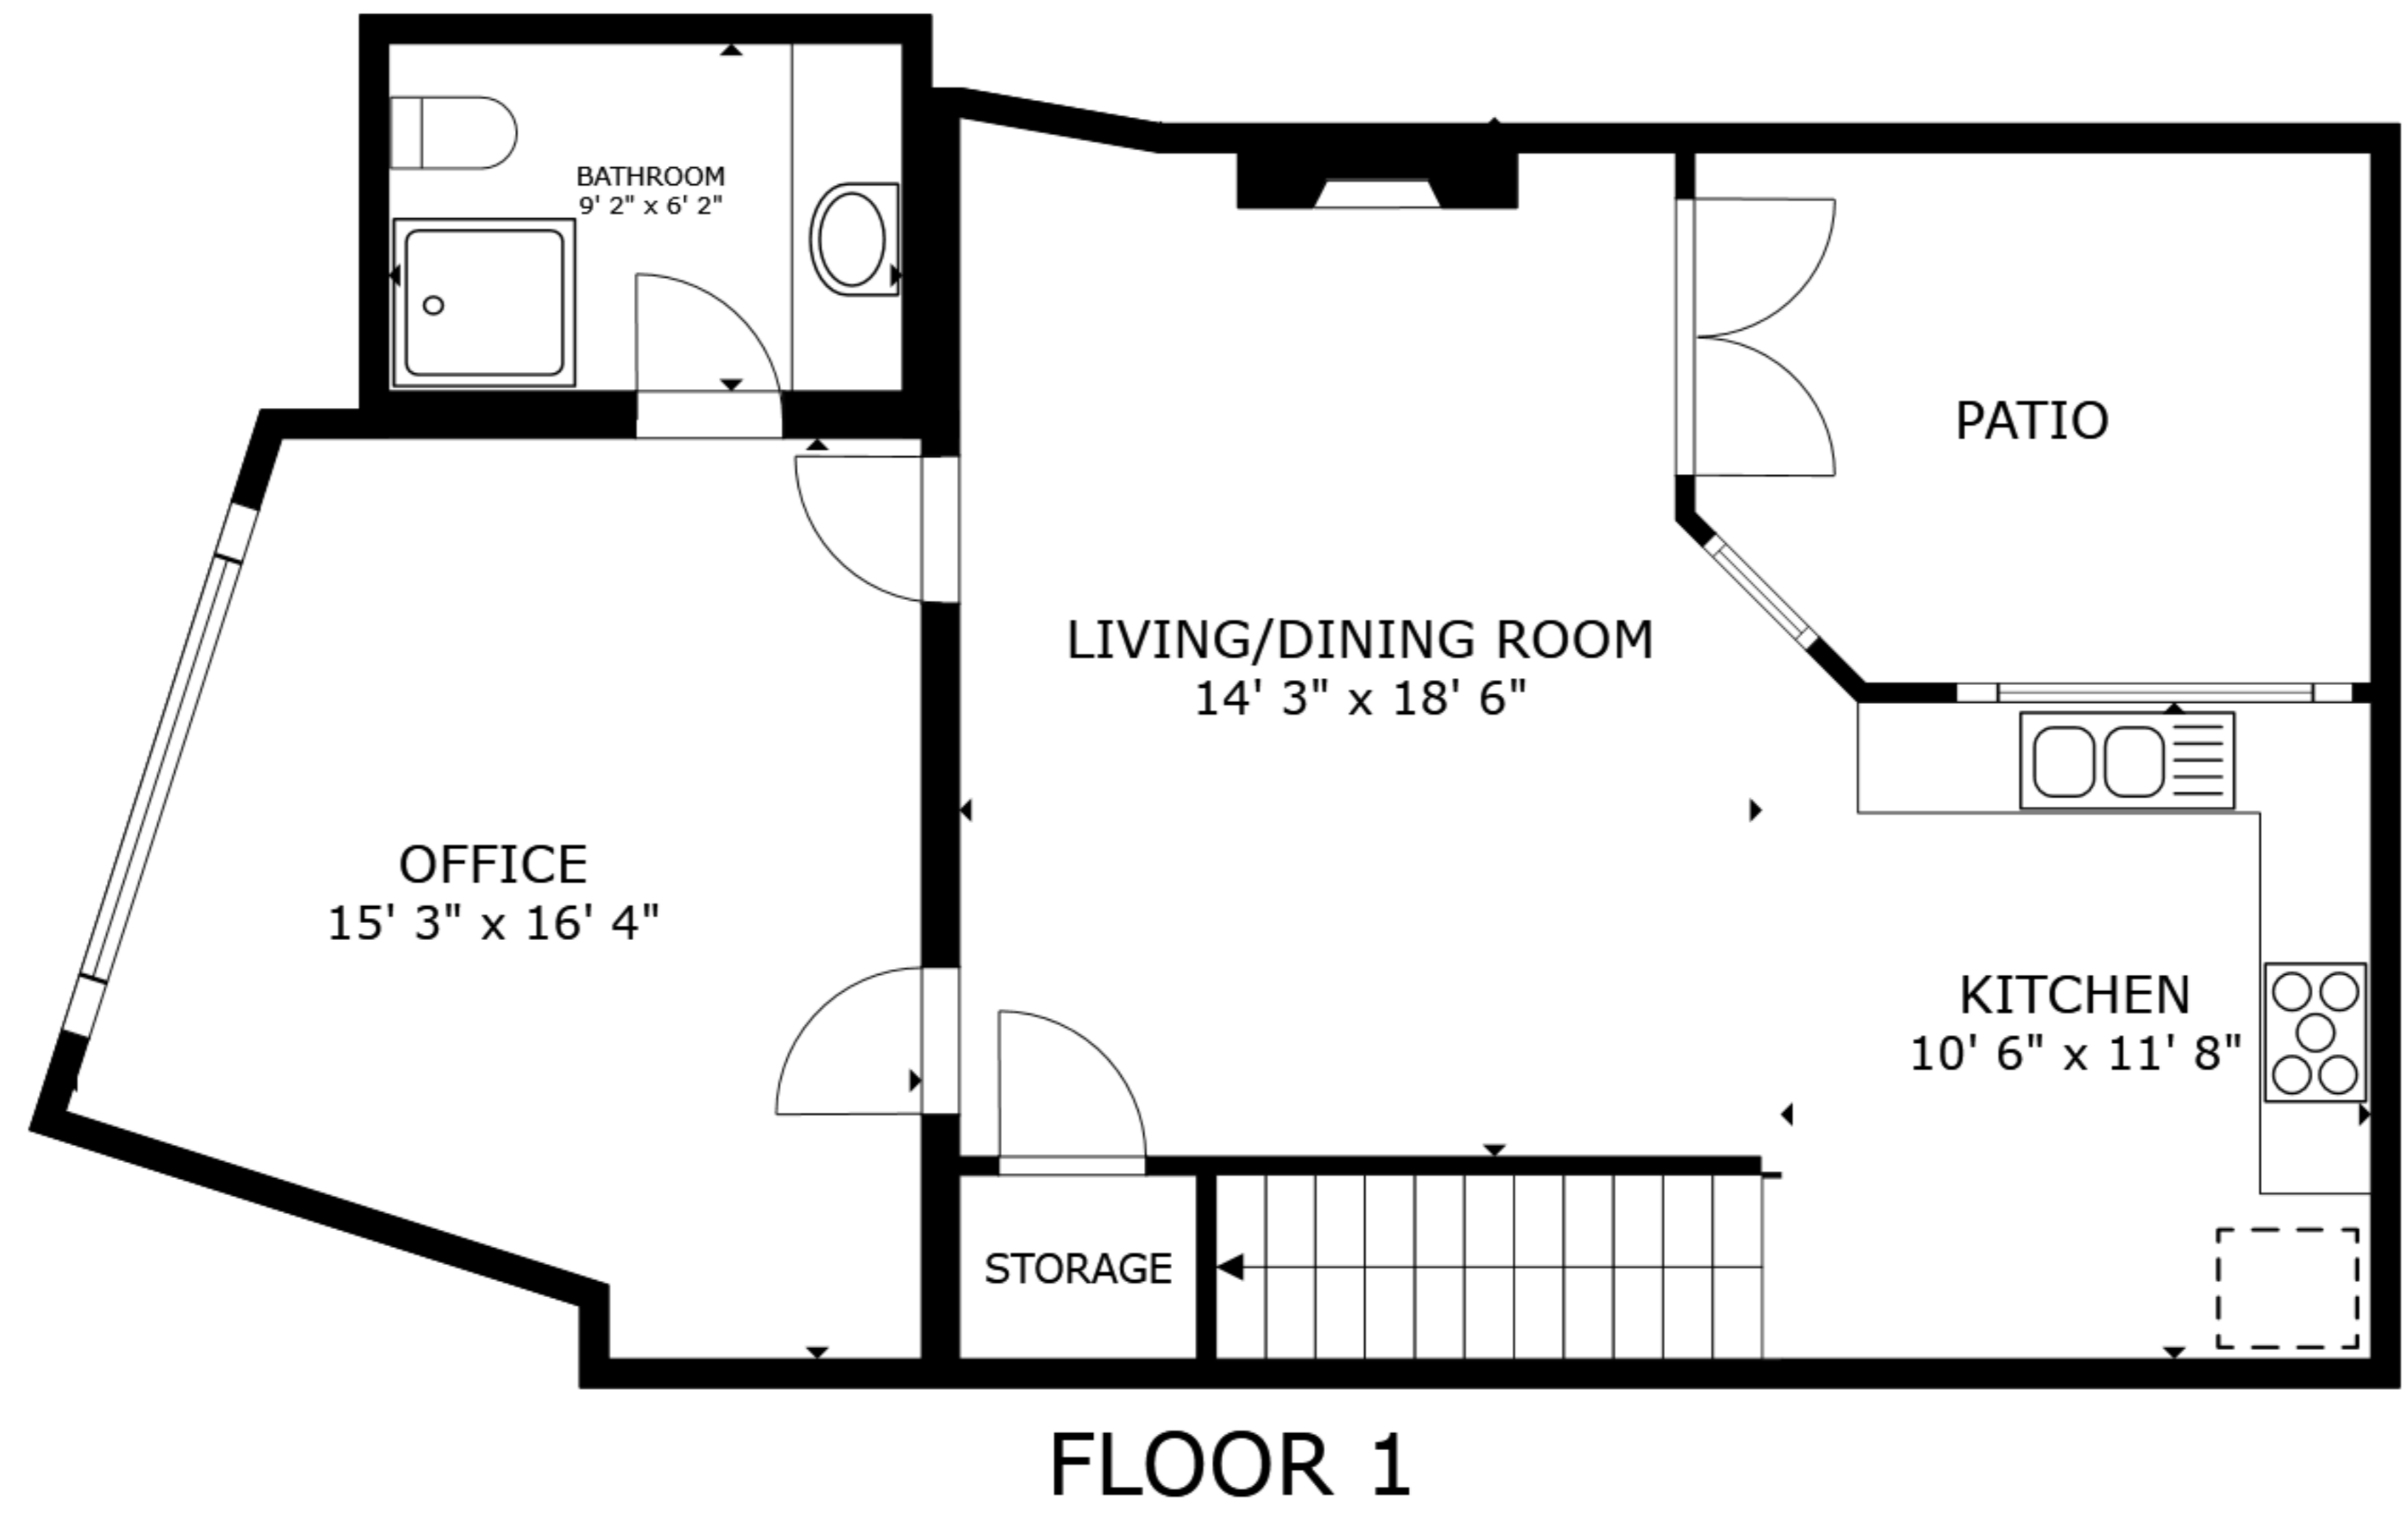 BATHROOM
9' 2" x 6' 2"
PATIO
LIVING/DINING ROOM
14' 3" x 18' 6"
OFFICE
15' 3" x 16' 4"
KITCHEN
10' 6" x 11' 8"
STORAGE
FLOOR 1